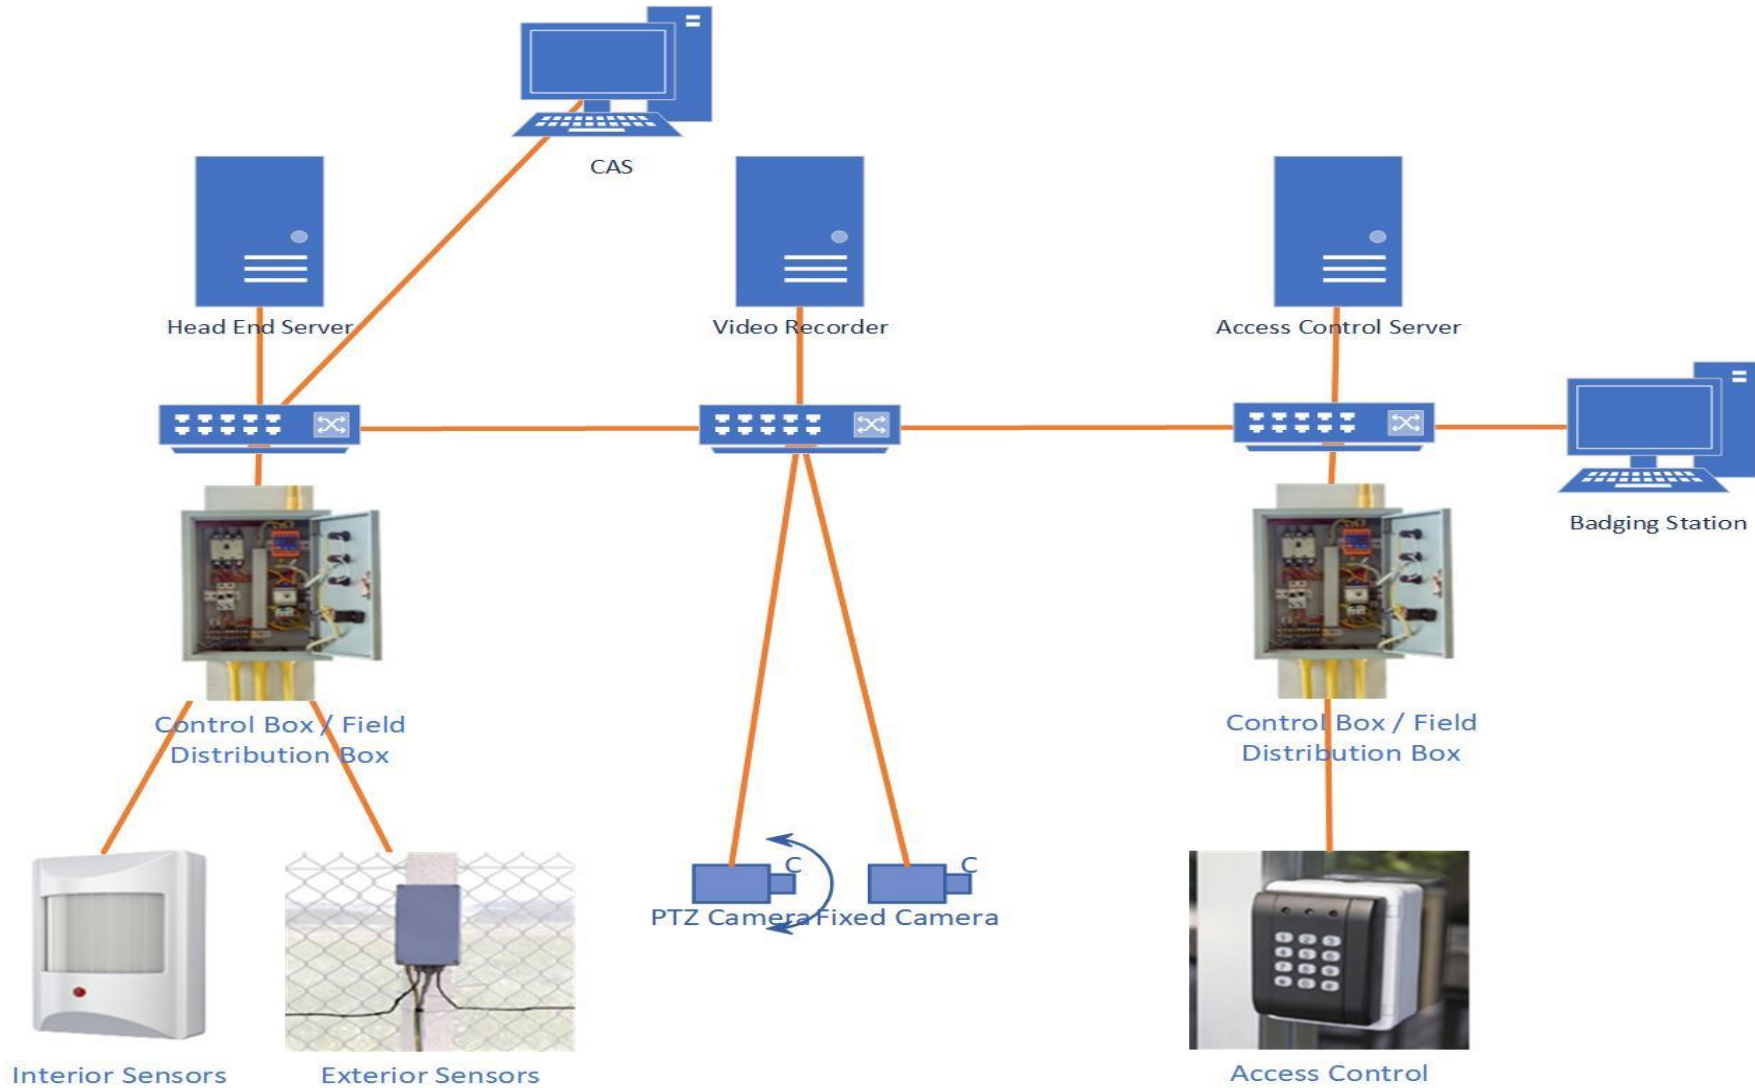 CAS
Head End Server
Video Recorder
Access Control Server
Badging Station
Control Box / Field
Distribution Box
Control Box / Field
Distribution Box
C
C
PTZ Camera
Fixed Camera
Interior Sensors
Exterior Sensors
Access Control